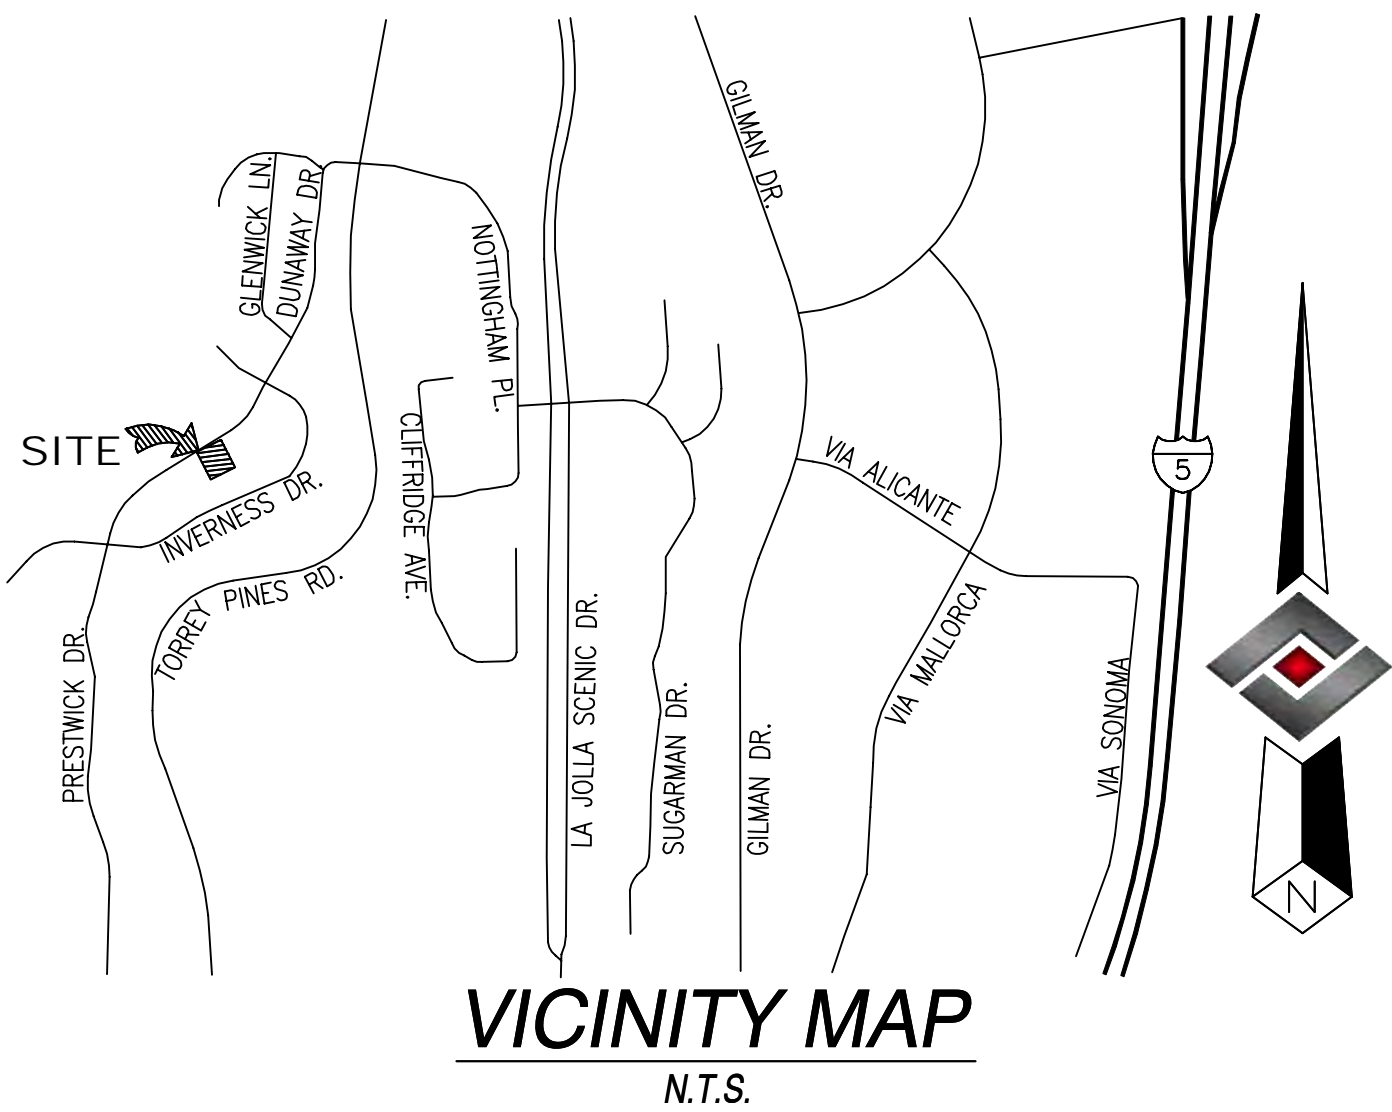 GILMAN DR.
GLENWICK LN.
DUNAWAY DR.
NOTTINGHAM PL.
SITE
CLIFFRIDGE AVE.
VIA ALICANTE
5
INVERNESS DR.
TORREY PINES RD.
PRESTWICK DR.
LA JOLLA SCENIC DR.
SUGARMAN DR.
GILMAN DR.
VIA MALLORCA
VIA SONOMA
N
VICINITY MAP
N.T.S.